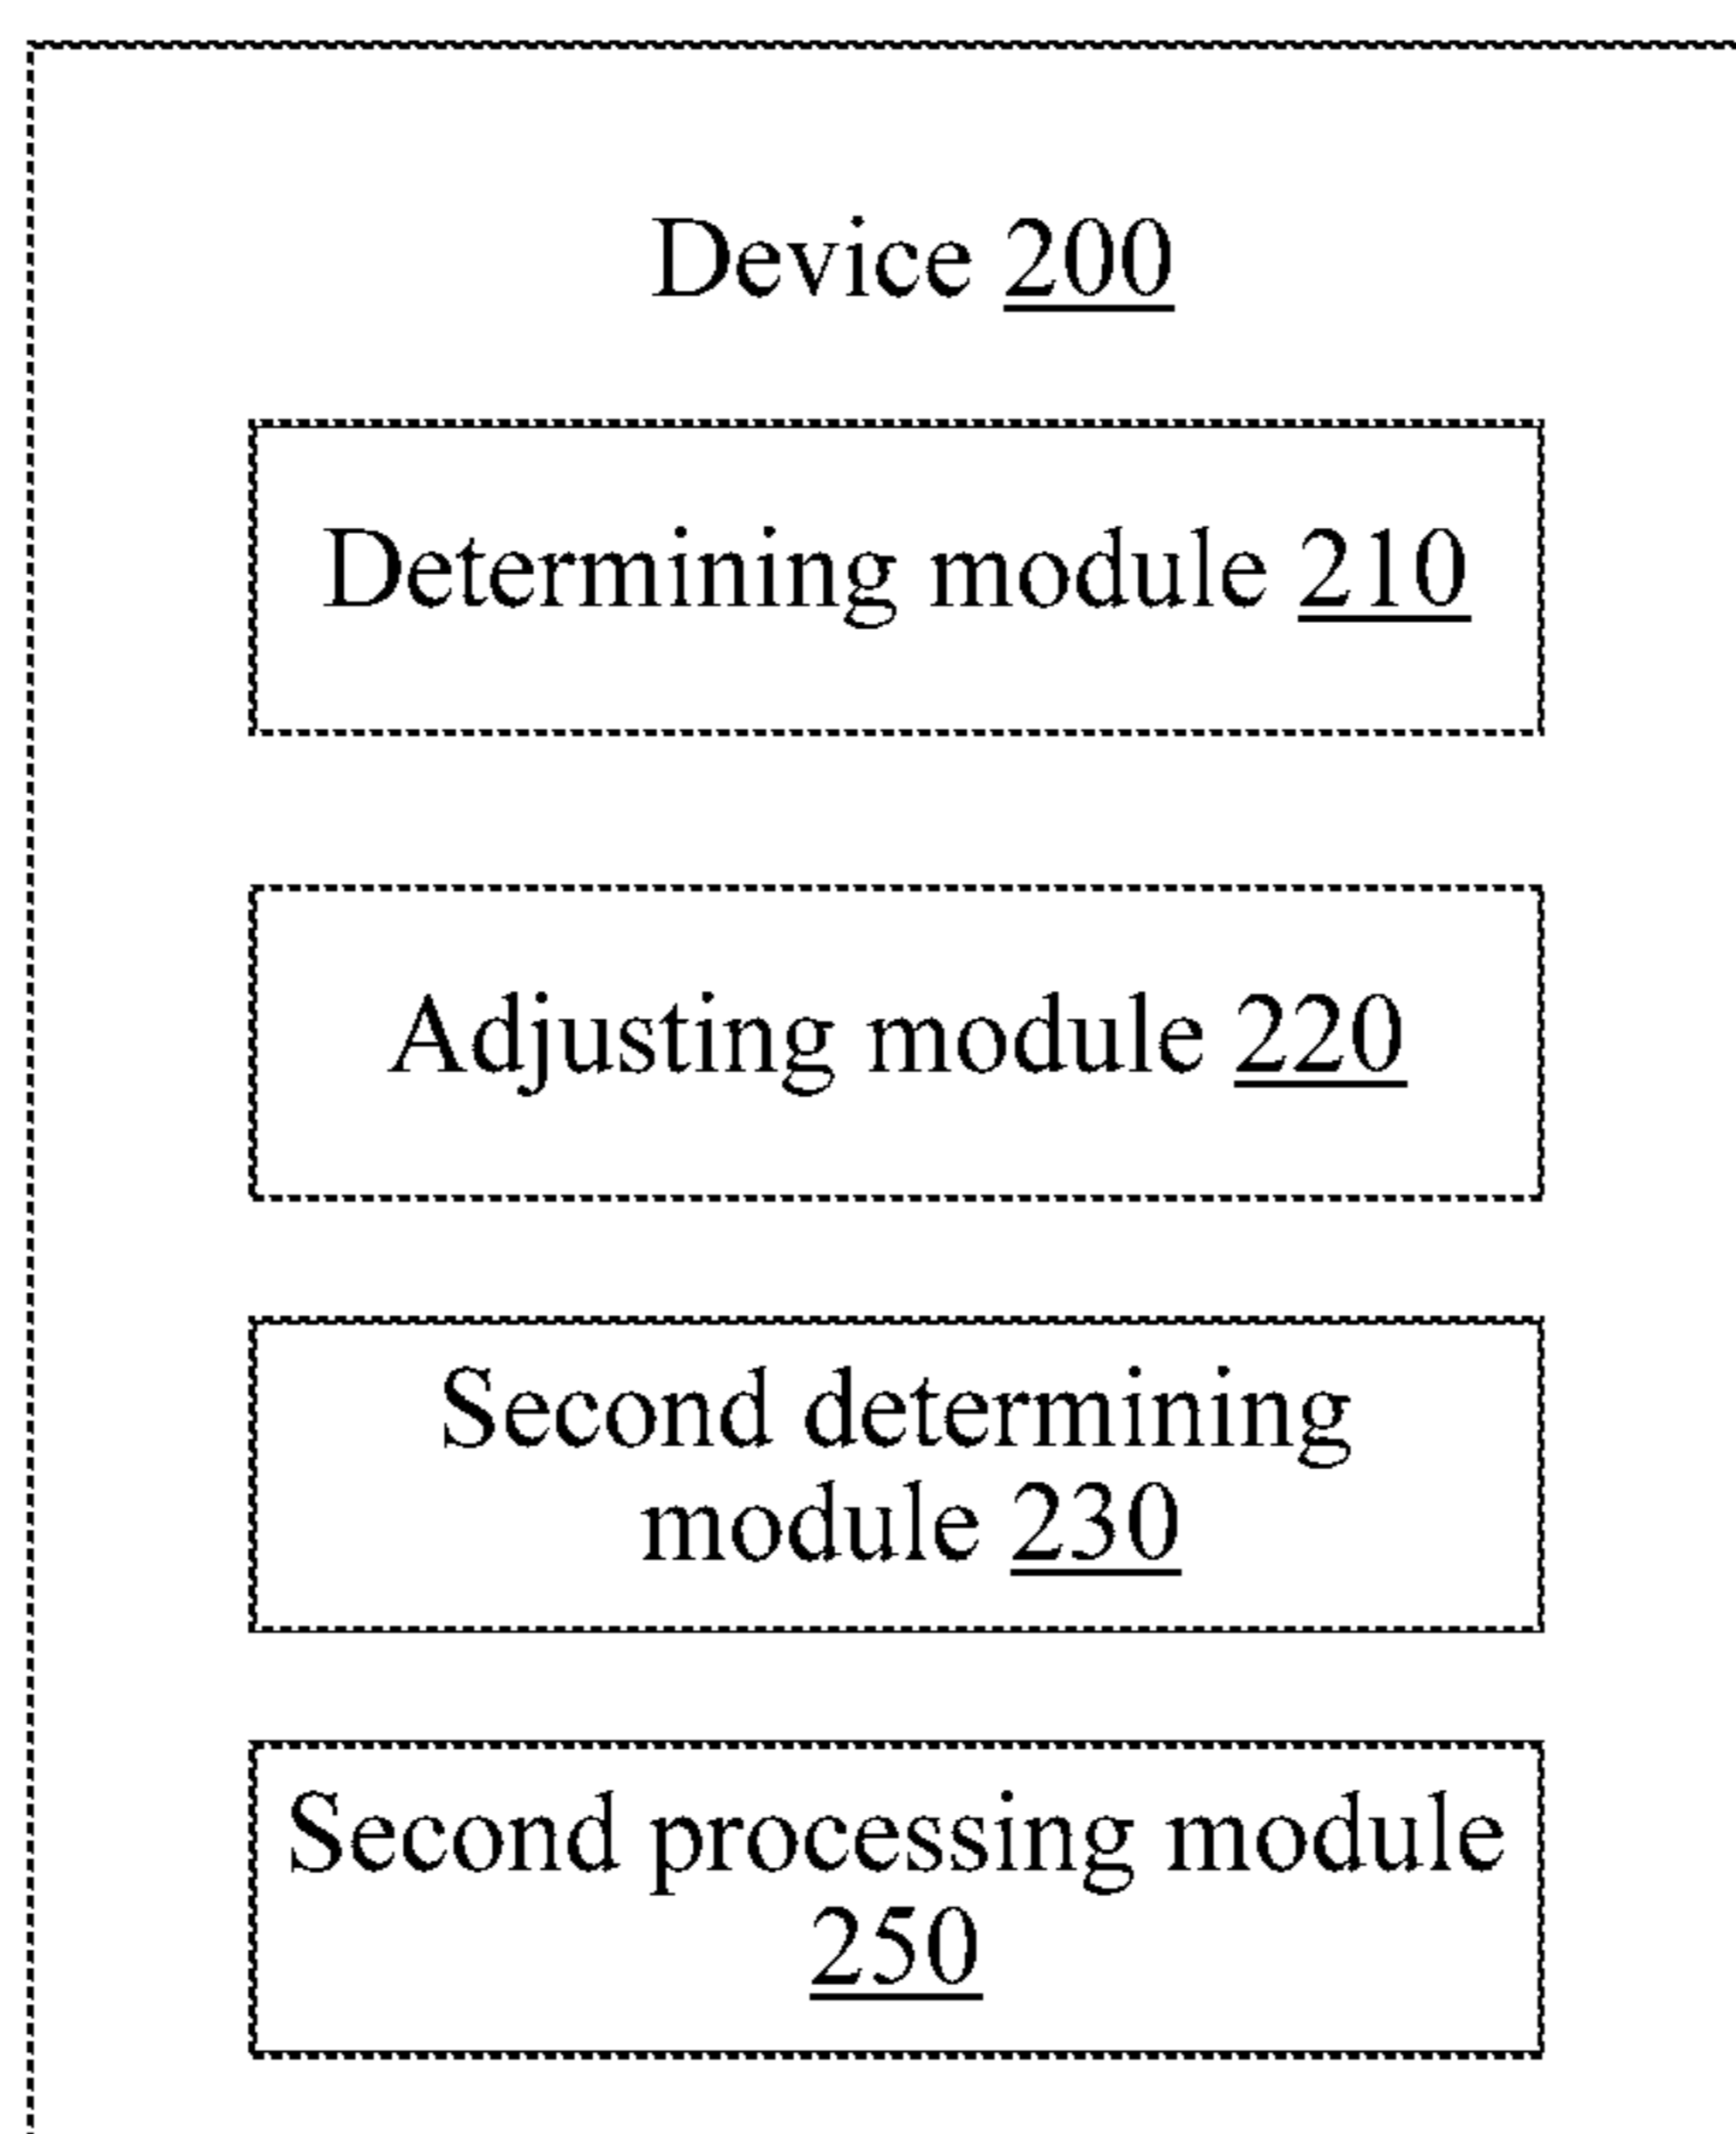 Device 200
Determining module 210
Adjusting module 220
Second determining
module 230
Second processing module
250